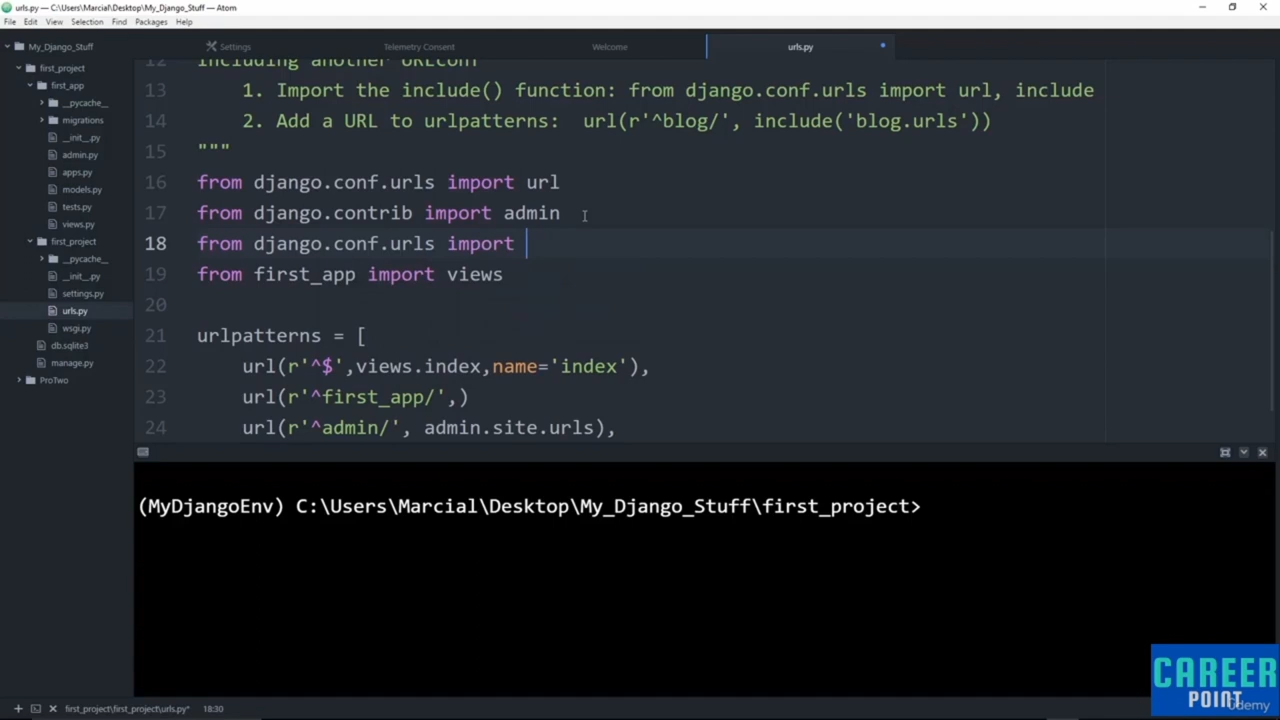 urls.py — C:\Users\Marcial\Desktop\My_Django_Stuff — Atom
File Edit View Selection Find Packages Help
My_Django_Stuff
first_project
first_app
__pycache__
migrations
__init__.py
admin.py
apps.py
models.py
tests.py
views.py
first_project
__pycache__
__init__.py
settings.py
urls.py
wsgi.py
db.sqlite3
manage.py
ProTwo
Settings Telemetry Consent Welcome urls.py
12 Including another URLconf
13 1. Import the include() function: from django.conf.urls import url, include
14 2. Add a URL to urlpatterns:  url(r'^blog/', include('blog.urls'))
15 """
16 from django.conf.urls import url
17 from django.contrib import admin
18 from django.conf.urls import
19 from first_app import views
20
21 urlpatterns = [
22 url(r'^$',views.index,name='index'),
23 url(r'^first_app/',)
24 url(r'^admin/', admin.site.urls),
(MyDjangoEnv) C:\Users\Marcial\Desktop\My_Django_Stuff\first_project>
first_project\first_project\urls.py* 18:30
CAREER
POINT
Udemy